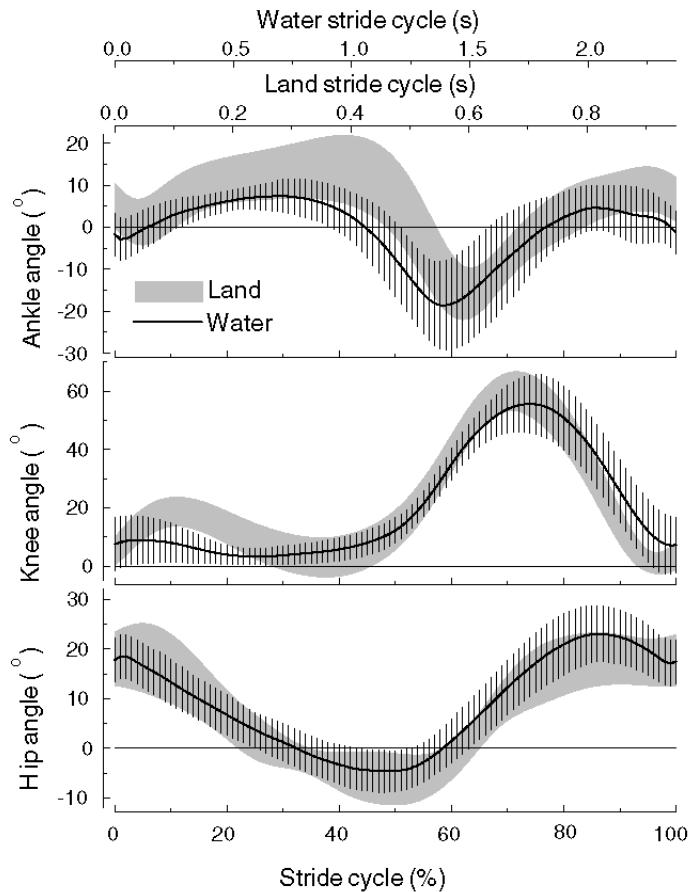 Water stride cycle (s)
0.0 0.5 1.0 1.5 2.0
Land stride cycle (s)
0.0 0.2 0.4 0.6 0.8
Ankle angle (°)
20
10
0
-10
-20
-30
Land
Water
Knee angle (°)
60
40
20
0
Hip angle (°)
30
20
10
0
-10
0 20 40 60 80 100
Stride cycle (%)